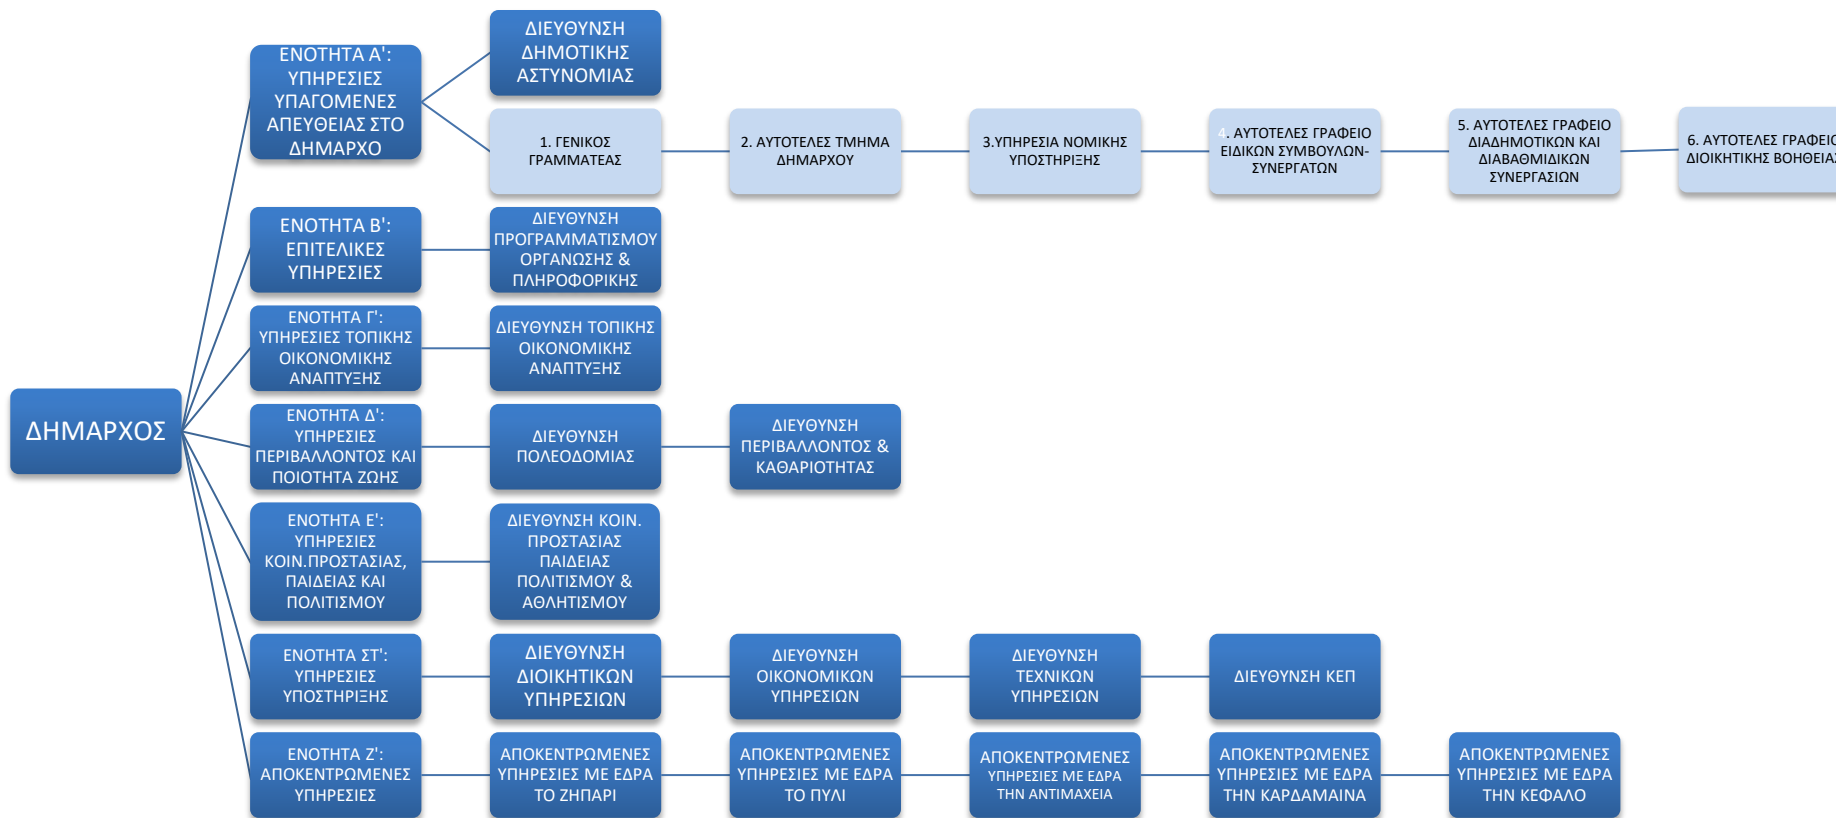 ΔΗΜΑΡΧΟΣ
ΕΝΟΤΗΤΑ Α':
ΥΠΗΡΕΣΙΕΣ
ΥΠΑΓΟΜΕΝΕΣ
ΑΠΕΥΘΕΙΑΣ ΣΤΟ
ΔΗΜΑΡΧΟ
ΔΙΕΥΘΥΝΣΗ
ΔΗΜΟΤΙΚΗΣ
ΑΣΤΥΝΟΜΙΑΣ
1. ΓΕΝΙΚΟΣ
ΓΡΑΜΜΑΤΕΑΣ
2. ΑΥΤΟΤΕΛΕΣ ΤΜΗΜΑ
ΔΗΜΑΡΧΟΥ
3.ΥΠΗΡΕΣΙΑ ΝΟΜΙΚΗΣ
ΥΠΟΣΤΗΡΙΞΗΣ
4. ΑΥΤΟΤΕΛΕΣ ΓΡΑΦΕΙΟ
ΕΙΔΙΚΩΝ ΣΥΜΒΟΥΛΩΝ-
ΣΥΝΕΡΓΑΤΩΝ
5. ΑΥΤΟΤΕΛΕΣ ΓΡΑΦΕΙΟ
ΔΙΑΔΗΜΟΤΙΚΩΝ ΚΑΙ
ΔΙΑΒΑΘΜΙΔΙΚΩΝ
ΣΥΝΕΡΓΑΣΙΩΝ
6. ΑΥΤΟΤΕΛΕΣ ΓΡΑΦΕΙΟ
ΔΙΟΙΚΗΤΙΚΗΣ ΒΟΗΘΕΙΑΣ
ΕΝΟΤΗΤΑ Β':
ΕΠΙΤΕΛΙΚΕΣ
ΥΠΗΡΕΣΙΕΣ
ΔΙΕΥΘΥΝΣΗ
ΠΡΟΓΡΑΜΜΑΤΙΣΜΟΥ
ΟΡΓΑΝΩΣΗΣ &
ΠΛΗΡΟΦΟΡΙΚΗΣ
ΕΝΟΤΗΤΑ Γ':
ΥΠΗΡΕΣΙΕΣ ΤΟΠΙΚΗΣ
ΟΙΚΟΝΟΜΙΚΗΣ
ΑΝΑΠΤΥΞΗΣ
ΔΙΕΥΘΥΝΣΗ ΤΟΠΙΚΗΣ
ΟΙΚΟΝΟΜΙΚΗΣ
ΑΝΑΠΤΥΞΗΣ
ΕΝΟΤΗΤΑ Δ':
ΥΠΗΡΕΣΙΕΣ
ΠΕΡΙΒΑΛΛΟΝΤΟΣ ΚΑΙ
ΠΟΙΟΤΗΤΑ ΖΩΗΣ
ΔΙΕΥΘΥΝΣΗ
ΠΟΛΕΟΔΟΜΙΑΣ
ΔΙΕΥΘΥΝΣΗ
ΠΕΡΙΒΑΛΛΟΝΤΟΣ &
ΚΑΘΑΡΙΟΤΗΤΑΣ
ΕΝΟΤΗΤΑ Ε':
ΥΠΗΡΕΣΙΕΣ
ΚΟΙΝ.ΠΡΟΣΤΑΣΙΑΣ,
ΠΑΙΔΕΙΑΣ ΚΑΙ
ΠΟΛΙΤΙΣΜΟΥ
ΔΙΕΥΘΥΝΣΗ ΚΟΙΝ.
ΠΡΟΣΤΑΣΙΑΣ
ΠΑΙΔΕΙΑΣ
ΠΟΛΙΤΙΣΜΟΥ &
ΑΘΛΗΤΙΣΜΟΥ
ΕΝΟΤΗΤΑ ΣΤ':
ΥΠΗΡΕΣΙΕΣ
ΥΠΟΣΤΗΡΙΞΗΣ
ΔΙΕΥΘΥΝΣΗ
ΔΙΟΙΚΗΤΙΚΩΝ
ΥΠΗΡΕΣΙΩΝ
ΔΙΕΥΘΥΝΣΗ
ΟΙΚΟΝΟΜΙΚΩΝ
ΥΠΗΡΕΣΙΩΝ
ΔΙΕΥΘΥΝΣΗ
ΤΕΧΝΙΚΩΝ
ΥΠΗΡΕΣΙΩΝ
ΔΙΕΥΘΥΝΣΗ ΚΕΠ
ΕΝΟΤΗΤΑ Ζ':
ΑΠΟΚΕΝΤΡΩΜΕΝΕΣ
ΥΠΗΡΕΣΙΕΣ
ΑΠΟΚΕΝΤΡΩΜΕΝΕΣ
ΥΠΗΡΕΣΙΕΣ ΜΕ ΕΔΡΑ
ΤΟ ΖΗΠΑΡΙ
ΑΠΟΚΕΝΤΡΩΜΕΝΕΣ
ΥΠΗΡΕΣΙΕΣ ΜΕ ΕΔΡΑ
ΤΟ ΠΥΛΙ
ΑΠΟΚΕΝΤΡΩΜΕΝΕΣ
ΥΠΗΡΕΣΙΕΣ ΜΕ ΕΔΡΑ
ΤΗΝ ΑΝΤΙΜΑΧΕΙΑ
ΑΠΟΚΕΝΤΡΩΜΕΝΕΣ
ΥΠΗΡΕΣΙΕΣ ΜΕ ΕΔΡΑ
ΤΗΝ ΚΑΡΔΑΜΑΙΝΑ
ΑΠΟΚΕΝΤΡΩΜΕΝΕΣ
ΥΠΗΡΕΣΙΕΣ ΜΕ ΕΔΡΑ
ΤΗΝ ΚΕΦΑΛΟ